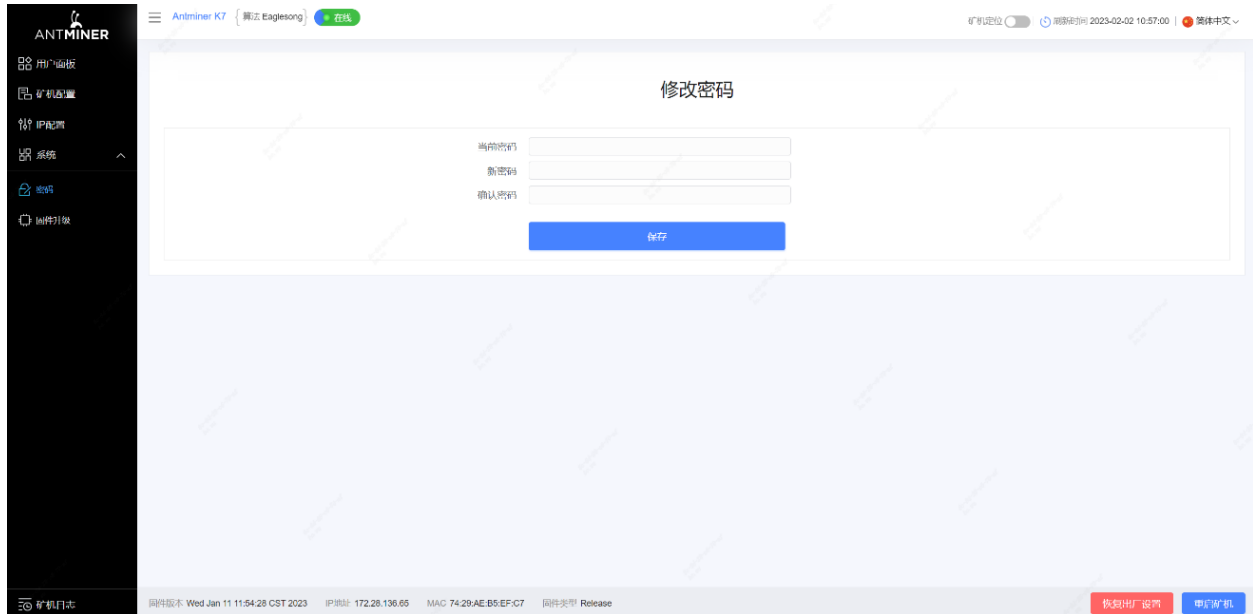 ANTMINER
Antminer K7 {算法 Eaglesong} 在线
矿机定位 刷新时间 2023-02-02 10:57:00 | 简体中文
用户面板
矿机配置
IP配置
系统
密码
固件升级
修改密码
当前密码
新密码
确认密码
保存
矿机日志
固件版本 Wed Jan 11 11:54:28 CST 2023 IP地址 172.28.136.65 MAC 74:29:AE:B5:EF:C7 固件类型 Release
恢复出厂设置 重启矿机